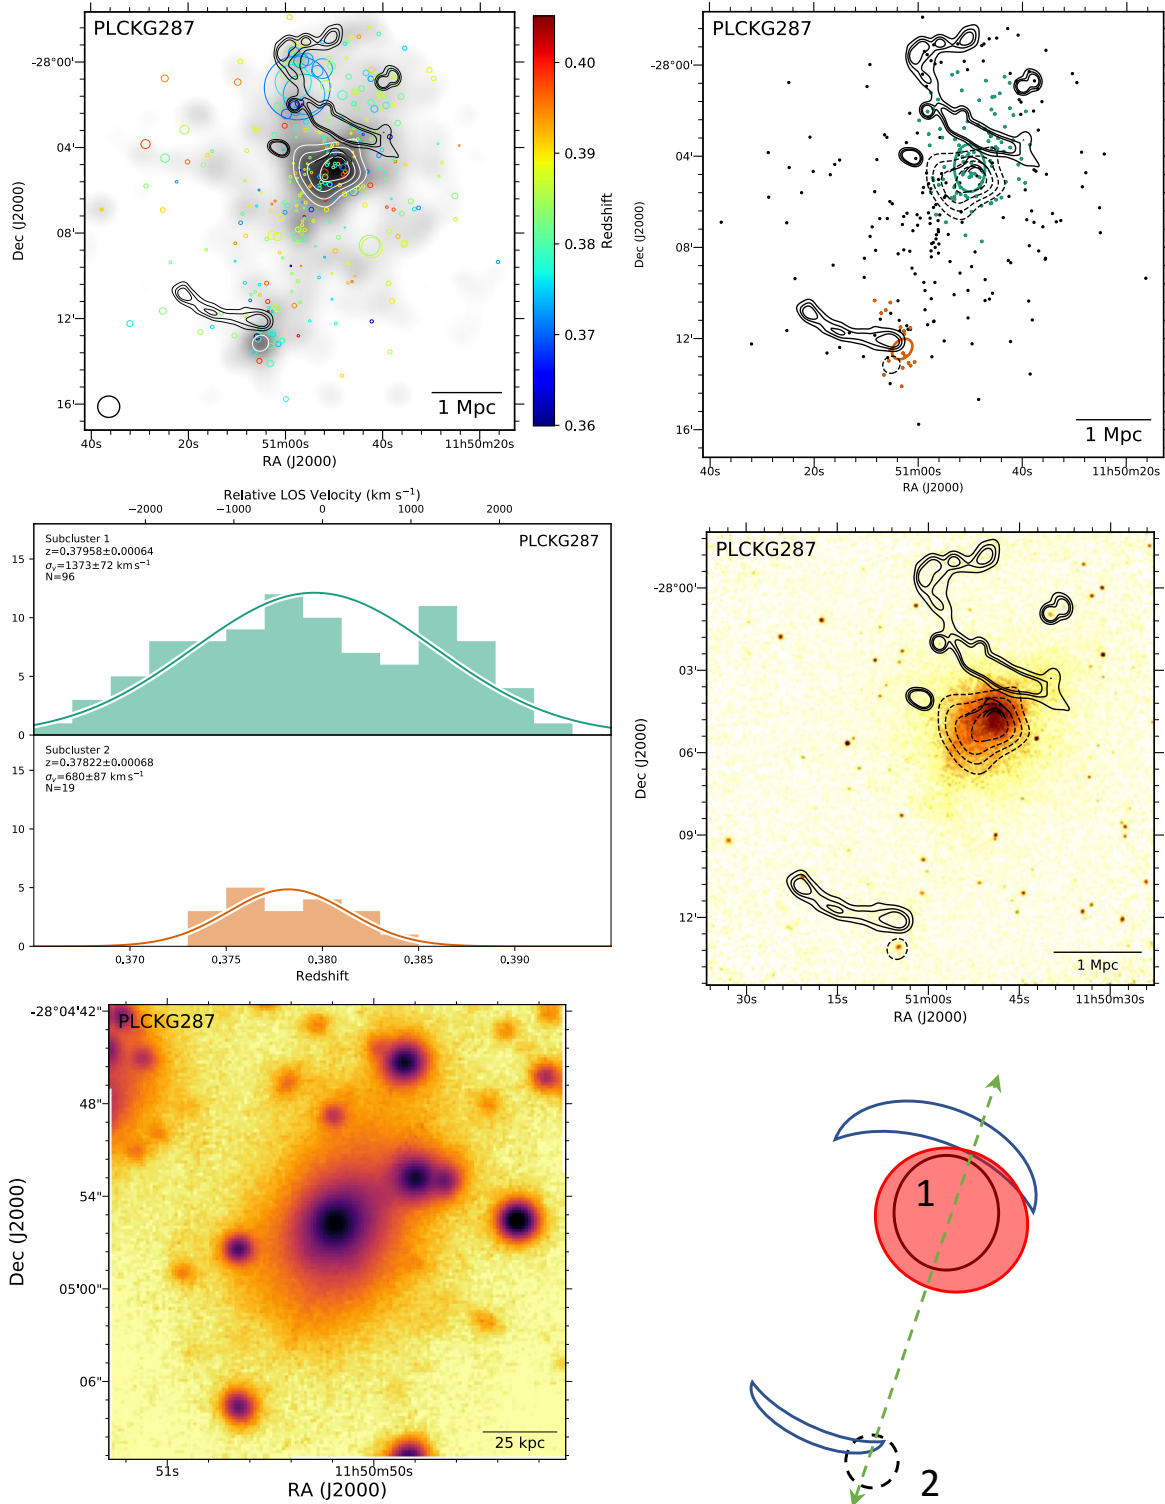 PLCKG287
-28°00'
04'
08'
12'
16'
Dec (J2000)
40s
20s
51m00s
40s
11h50m20s
RA (J2000)
1 Mpc
0.40
0.39
0.38
0.37
0.36
Redshift
PLCKG287
-28°00'
04'
08'
12'
16'
Dec (J2000)
40s
20s
51m00s
40s
11h50m20s
RA (J2000)
1 Mpc
Relative LOS Velocity (km s⁻¹)
−2000
−1000
0
1000
2000
Subcluster 1
z=0.37958±0.00064
σᵥ=1373±72 km s⁻¹
N=96
PLCKG287
15
10
5
0
Subcluster 2
z=0.37822±0.00068
σᵥ=680±87 km s⁻¹
N=19
15
10
5
0
0.370
0.375
0.380
0.385
0.390
Redshift
PLCKG287
-28°00'
03'
06'
09'
12'
Dec (J2000)
30s
15s
51m00s
45s
11h50m30s
RA (J2000)
1 Mpc
PLCKG287
-28°04'42"
48"
54"
05'00"
06"
Dec (J2000)
51s
11h50m50s
RA (J2000)
25 kpc
1
2